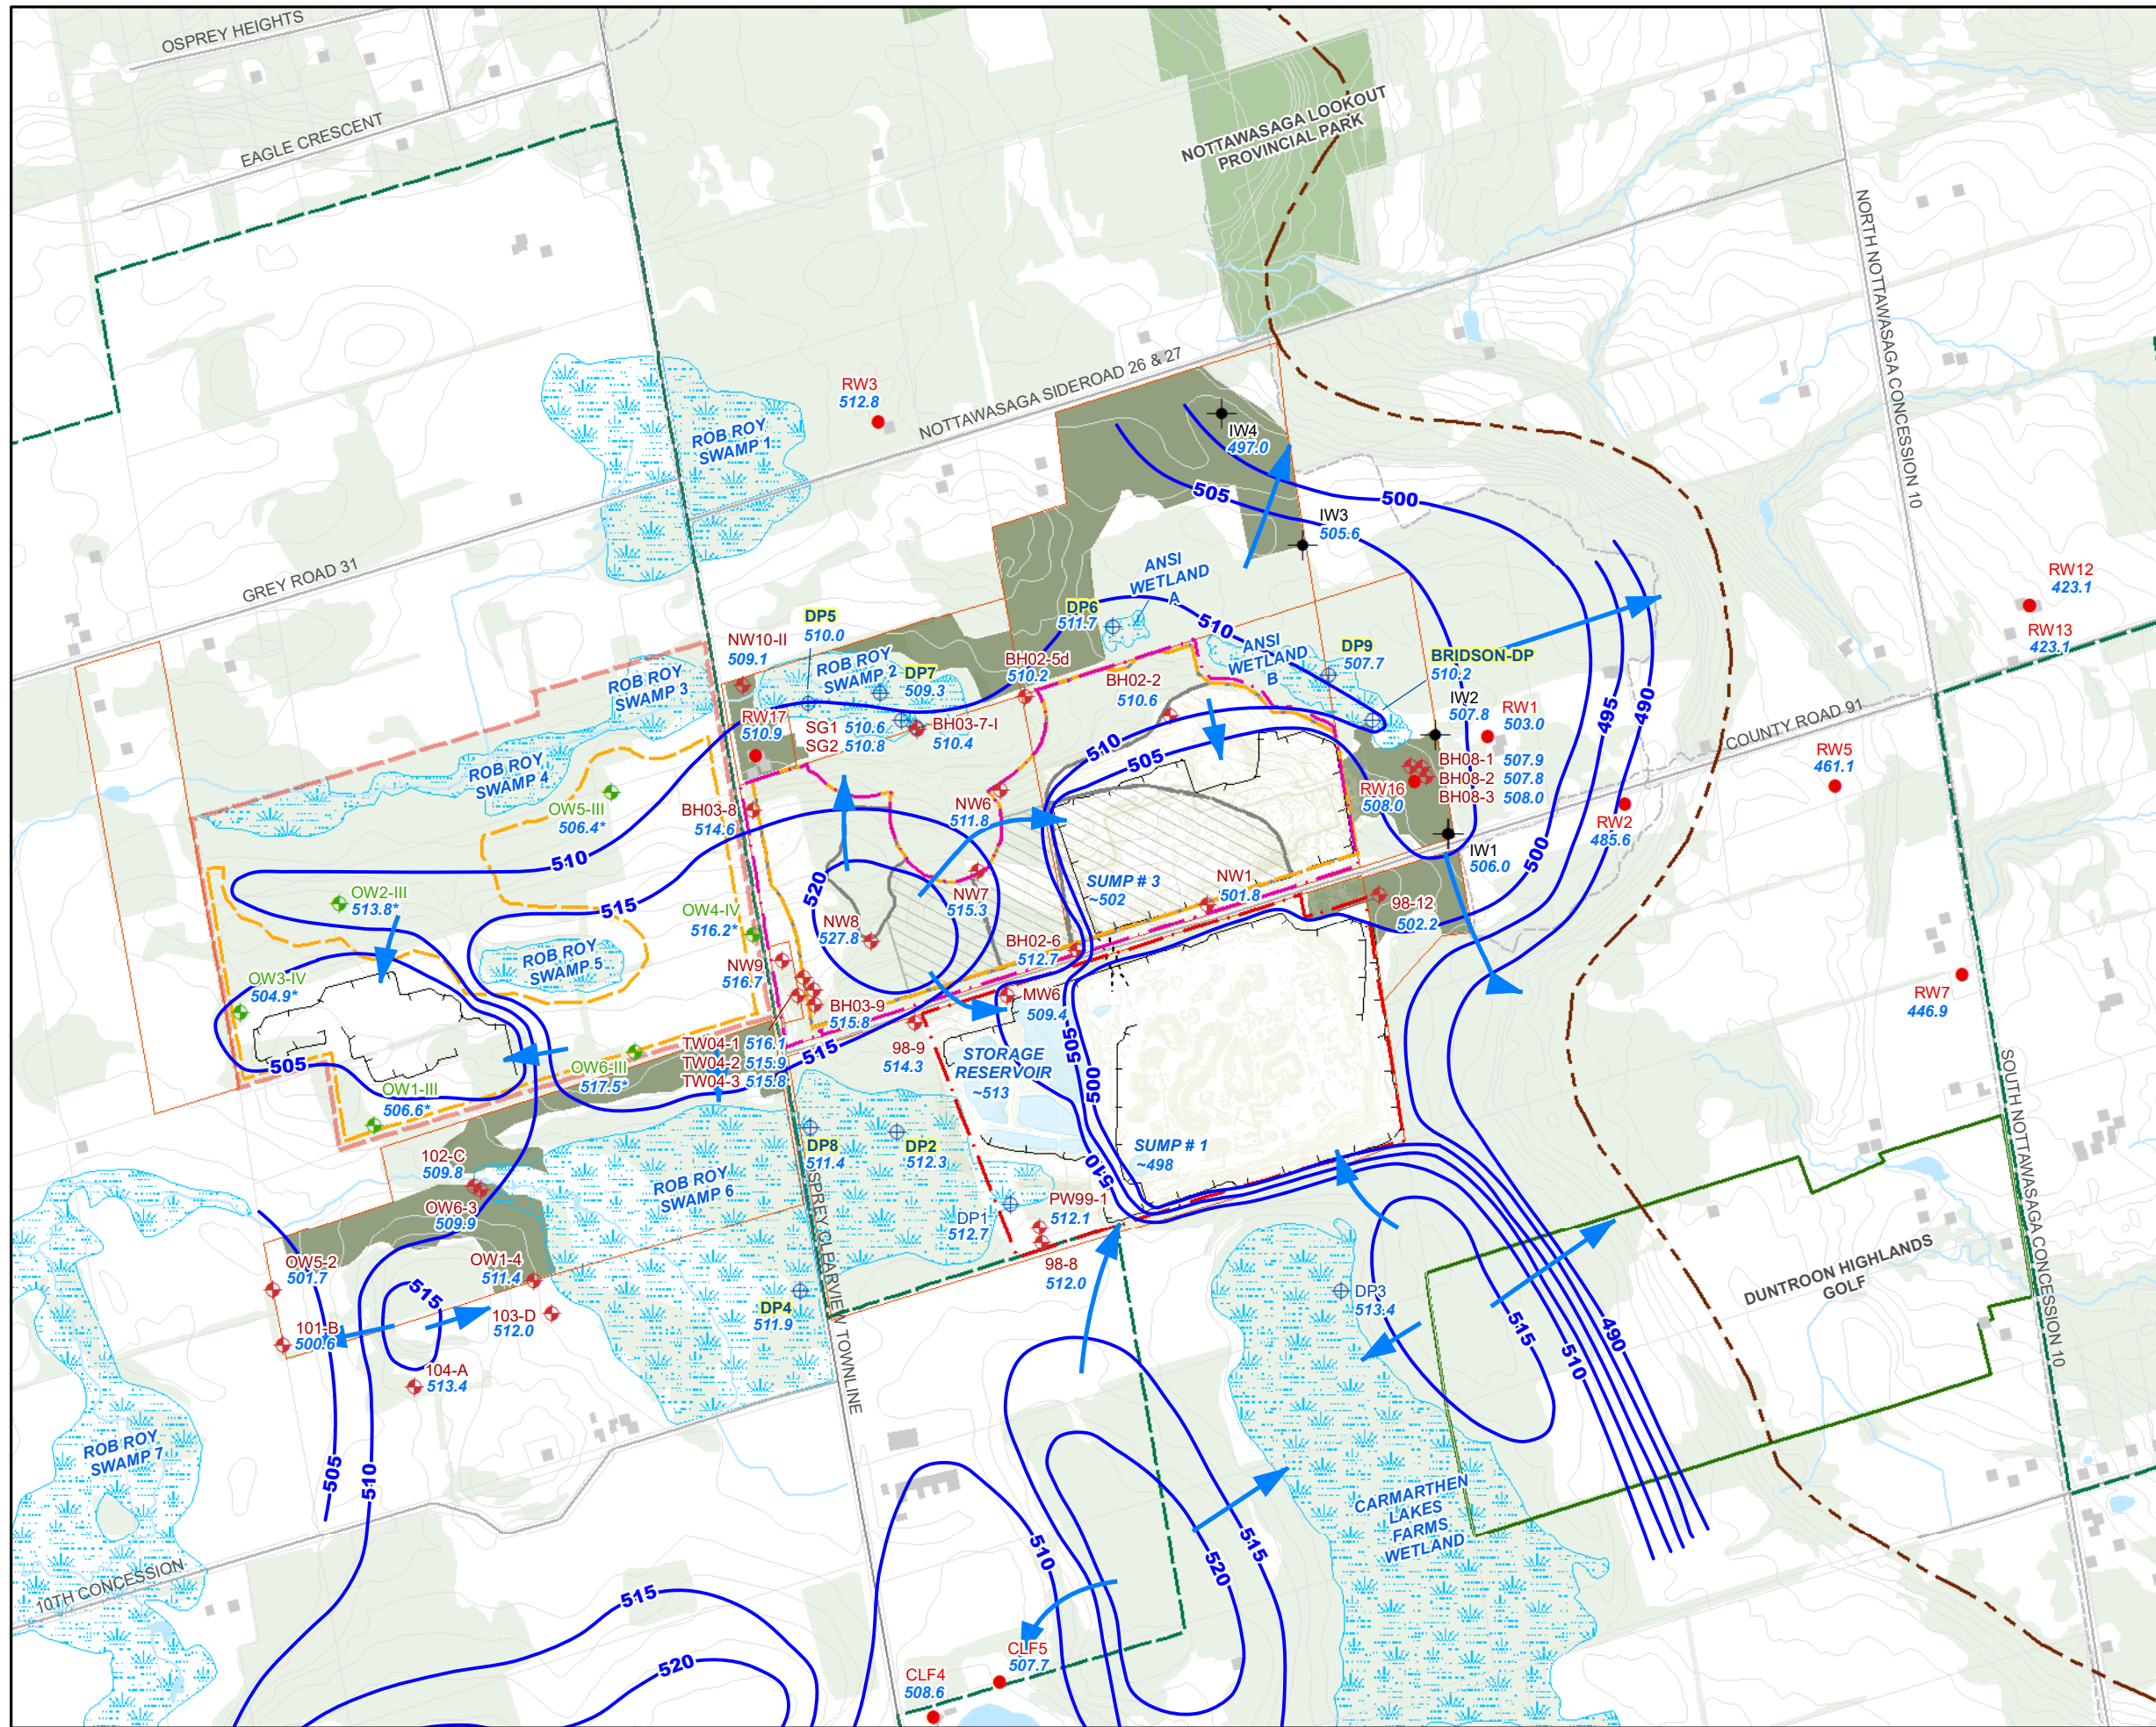 OSPREY HEIGHTS
EAGLE CRESCENT
NOTTAWASAGA LOOKOUT
PROVINCIAL PARK
NORTH NOTTAWASAGA CONCESSION 10
RW3
512.8
NOTTAWASAGA SIDEROAD 26 & 27
ROB ROY
SWAMP 1
IW4
497.0
505
500
IW3
505.6
GREY ROAD 31
ANSI
WETLAND
A
RW12
423.1
RW13
423.1
DP5
510.0
DP6
511.7
510
NW10-II
509.1
ROB ROY
SWAMP 2
DP7
509.3
BH02-5d
510.2
ANSI
WETLAND
B
DP9
507.7
BRIDSON-DP
510.2
ROB ROY
SWAMP 3
BH02-2
510.6
IW2
507.8
RW1
503.0
495
490
COUNTY ROAD 91
RW17
510.9
SG1 510.6
SG2 510.8
BH03-7-I
510.4
510
505
RW5
461.1
ROB ROY
SWAMP 4
BH08-1 507.9
BH08-2 507.8
BH08-3 508.0
RW16
508.0
OW5-III
506.4*
BH03-8
514.6
NW6
511.8
RW2
485.6
IW1
506.0
500
510
520
SUMP # 3
~502
NW1
501.8
OW2-III
513.8*
515
OW4-IV
516.2*
NW7
515.3
98-12
502.2
NW8
527.8
BH02-6
512.7
ROB ROY
SWAMP 5
NW9
516.7
OW3-IV
504.9*
MW6
509.4
RW7
446.9
BH03-9
515.8
TW04-1 516.1
TW04-2 515.9
TW04-3 515.8
515
98-9
514.3
STORAGE
RESERVOIR
~513
505
500
505
OW6-III
517.5*
OW1-III
506.6*
SOUTH NOTTAWASAGA CONCESSION 10
DP8
511.4
DP2
512.3
SUMP # 1
~498
510
102-C
509.8
ROB ROY
SWAMP 6
OW6-3
509.9
DP1
512.7
PW99-1
512.1
98-8
512.0
OW5-2
501.7
OW1-4
511.4
515
SPREY CLEARVIEW TOWNLINE
DP4
511.9
DP3
513.4
DUNTROON HIGHLANDS
GOLF
101-B
500.6
103-D
512.0
104-A
513.4
515
510
490
ROB ROY
SWAMP 7
505
510
CARMARTHEN
LAKES
FARMS
WETLAND
510
515
520
10TH CONCESSION
515
520
CLF5
507.7
CLF4
508.6